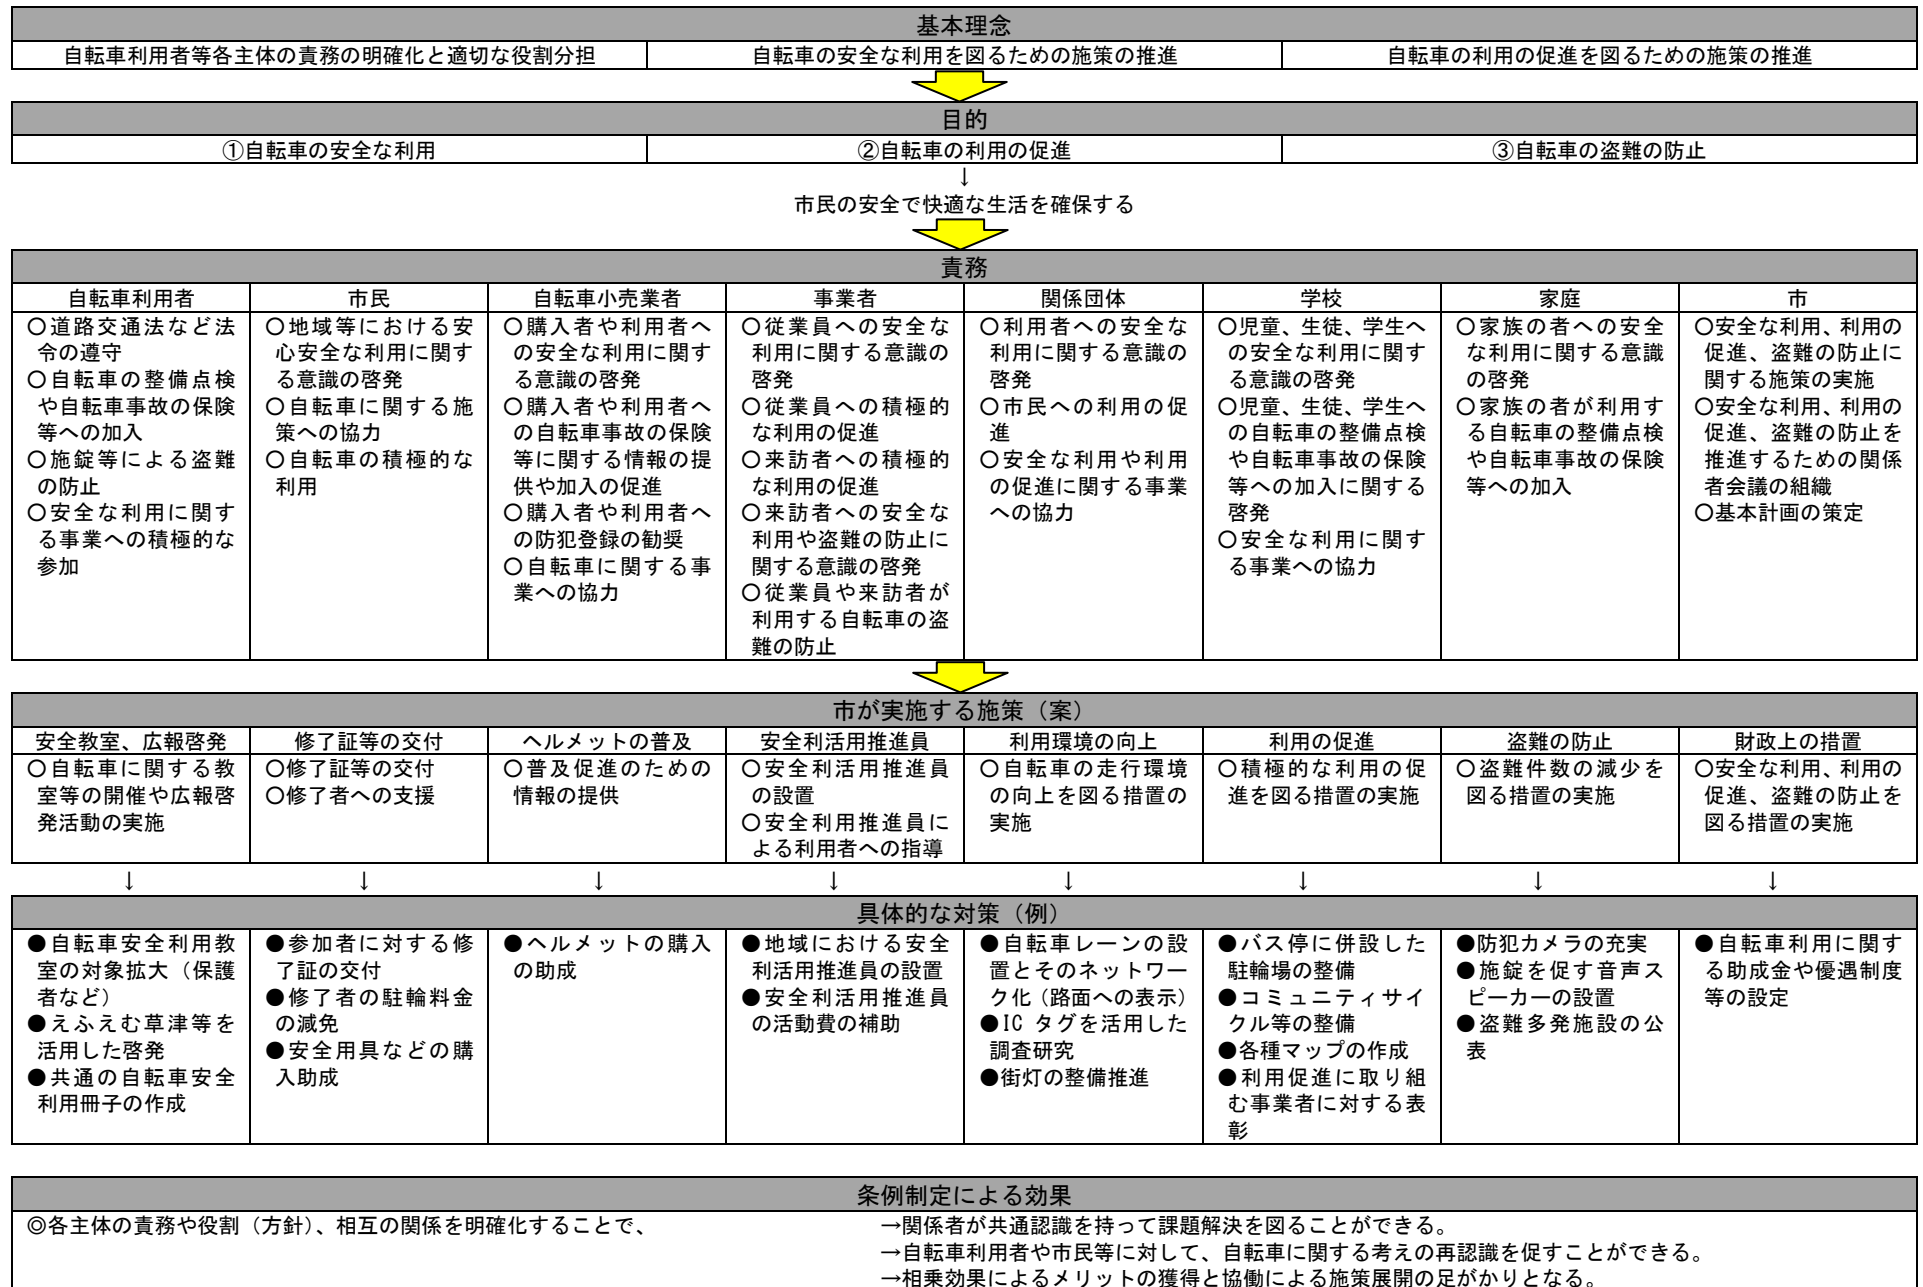 基本理念
自転車利用者等各主体の責務の明確化と適切な役割分担
自転車の安全な利用を図るための施策の推進
自転車の利用の促進を図るための施策の推進
目的
①自転車の安全な利用
②自転車の利用の促進
③自転車の盗難の防止
↓
市民の安全で快適な生活を確保する
責務
自転車利用者
〇道路交通法など法
令の遵守
〇自転車の整備点検
や自転車事故の保険
等への加入
〇施錠等による盗難
の防止
〇安全な利用に関す
る事業への積極的な
参加
市民
〇地域等における安
心安全な利用に関す
る意識の啓発
〇自転車に関する施
策への協力
〇自転車の積極的な
利用
自転車小売業者
〇購入者や利用者へ
の安全な利用に関す
る意識の啓発
〇購入者や利用者へ
の自転車事故の保険
等に関する情報の提
供や加入の促進
〇購入者や利用者へ
の防犯登録の勧奨
〇自転車に関する事
業への協力
事業者
〇従業員への安全な
利用に関する意識の
啓発
〇従業員への積極的
な利用の促進
〇来訪者への積極的
な利用の促進
〇来訪者への安全な
利用や盗難の防止に
関する意識の啓発
〇従業員や来訪者が
利用する自転車の盗
難の防止
関係団体
〇利用者への安全な
利用に関する意識の
啓発
〇市民への利用の促
進
〇安全な利用や利用
の促進に関する事業
への協力
学校
〇児童、生徒、学生へ
の安全な利用に関す
る意識の啓発
〇児童、生徒、学生へ
の自転車の整備点検
や自転車事故の保険
等への加入に関する
啓発
〇安全な利用に関す
る事業への協力
家庭
〇家族の者への安全
な利用に関する意識
の啓発
〇家族の者が利用す
る自転車の整備点検
や自転車事故の保険
等への加入
市
〇安全な利用、利用の
促進、盗難の防止に
関する施策の実施
〇安全な利用、利用の
促進、盗難の防止を
推進するための関係
者会議の組織
〇基本計画の策定
市が実施する施策（案）
安全教室、広報啓発
〇自転車に関する教
室等の開催や広報啓
発活動の実施
修了証等の交付
〇修了証等の交付
〇修了者への支援
ヘルメットの普及
〇普及促進のための
情報の提供
安全利活用推進員
〇安全利活用推進員
の設置
〇安全利用推進員に
よる利用者への指導
利用環境の向上
〇自転車の走行環境
の向上を図る措置の
実施
利用の促進
〇積極的な利用の促
進を図る措置の実施
盗難の防止
〇盗難件数の減少を
図る措置の実施
財政上の措置
〇安全な利用、利用の
促進、盗難の防止を
図る措置の実施
↓ ↓ ↓ ↓ ↓ ↓ ↓ ↓
具体的な対策（例）
●自転車安全利用教
室の対象拡大（保護
者など）
●えふえむ草津等を
活用した啓発
●共通の自転車安全
利用冊子の作成
●参加者に対する修
了証の交付
●修了者の駐輪料金
の減免
●安全用具などの購
入助成
●ヘルメットの購入
の助成
●地域における安全
利活用推進員の設置
●安全利活用推進員
の活動費の補助
●自転車レーンの設
置とそのネットワー
ク化（路面への表示）
●IC タグを活用した
調査研究
●街灯の整備推進
●バス停に併設した
駐輪場の整備
●コミュニティサイ
クル等の整備
●各種マップの作成
●利用促進に取り組
む事業者に対する表
彰
●防犯カメラの充実
●施錠を促す音声ス
ピーカーの設置
●盗難多発施設の公
表
●自転車利用に関す
る助成金や優遇制度
等の設定
条例制定による効果
◎各主体の責務や役割（方針）、相互の関係を明確化することで、
→関係者が共通認識を持って課題解決を図ることができる。
→自転車利用者や市民等に対して、自転車に関する考えの再認識を促すことができる。
→相乗効果によるメリットの獲得と協働による施策展開の足がかりとなる。